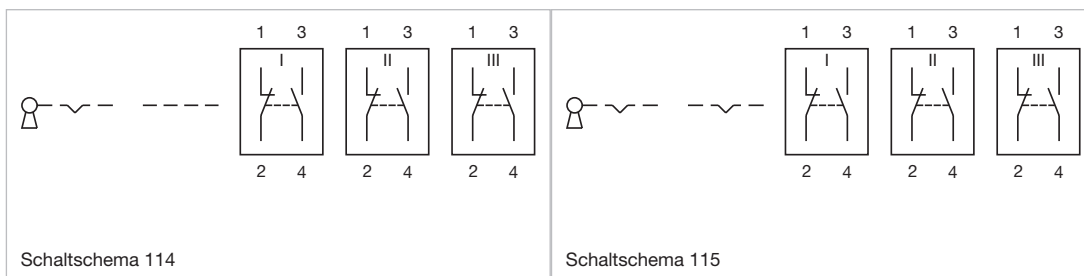 1 3 1 3 1 3 1 3 1 3 1 3
I II III I II III
2 4 2 4 2 4 2 4 2 4 2 4
Schaltschema 114
Schaltschema 115